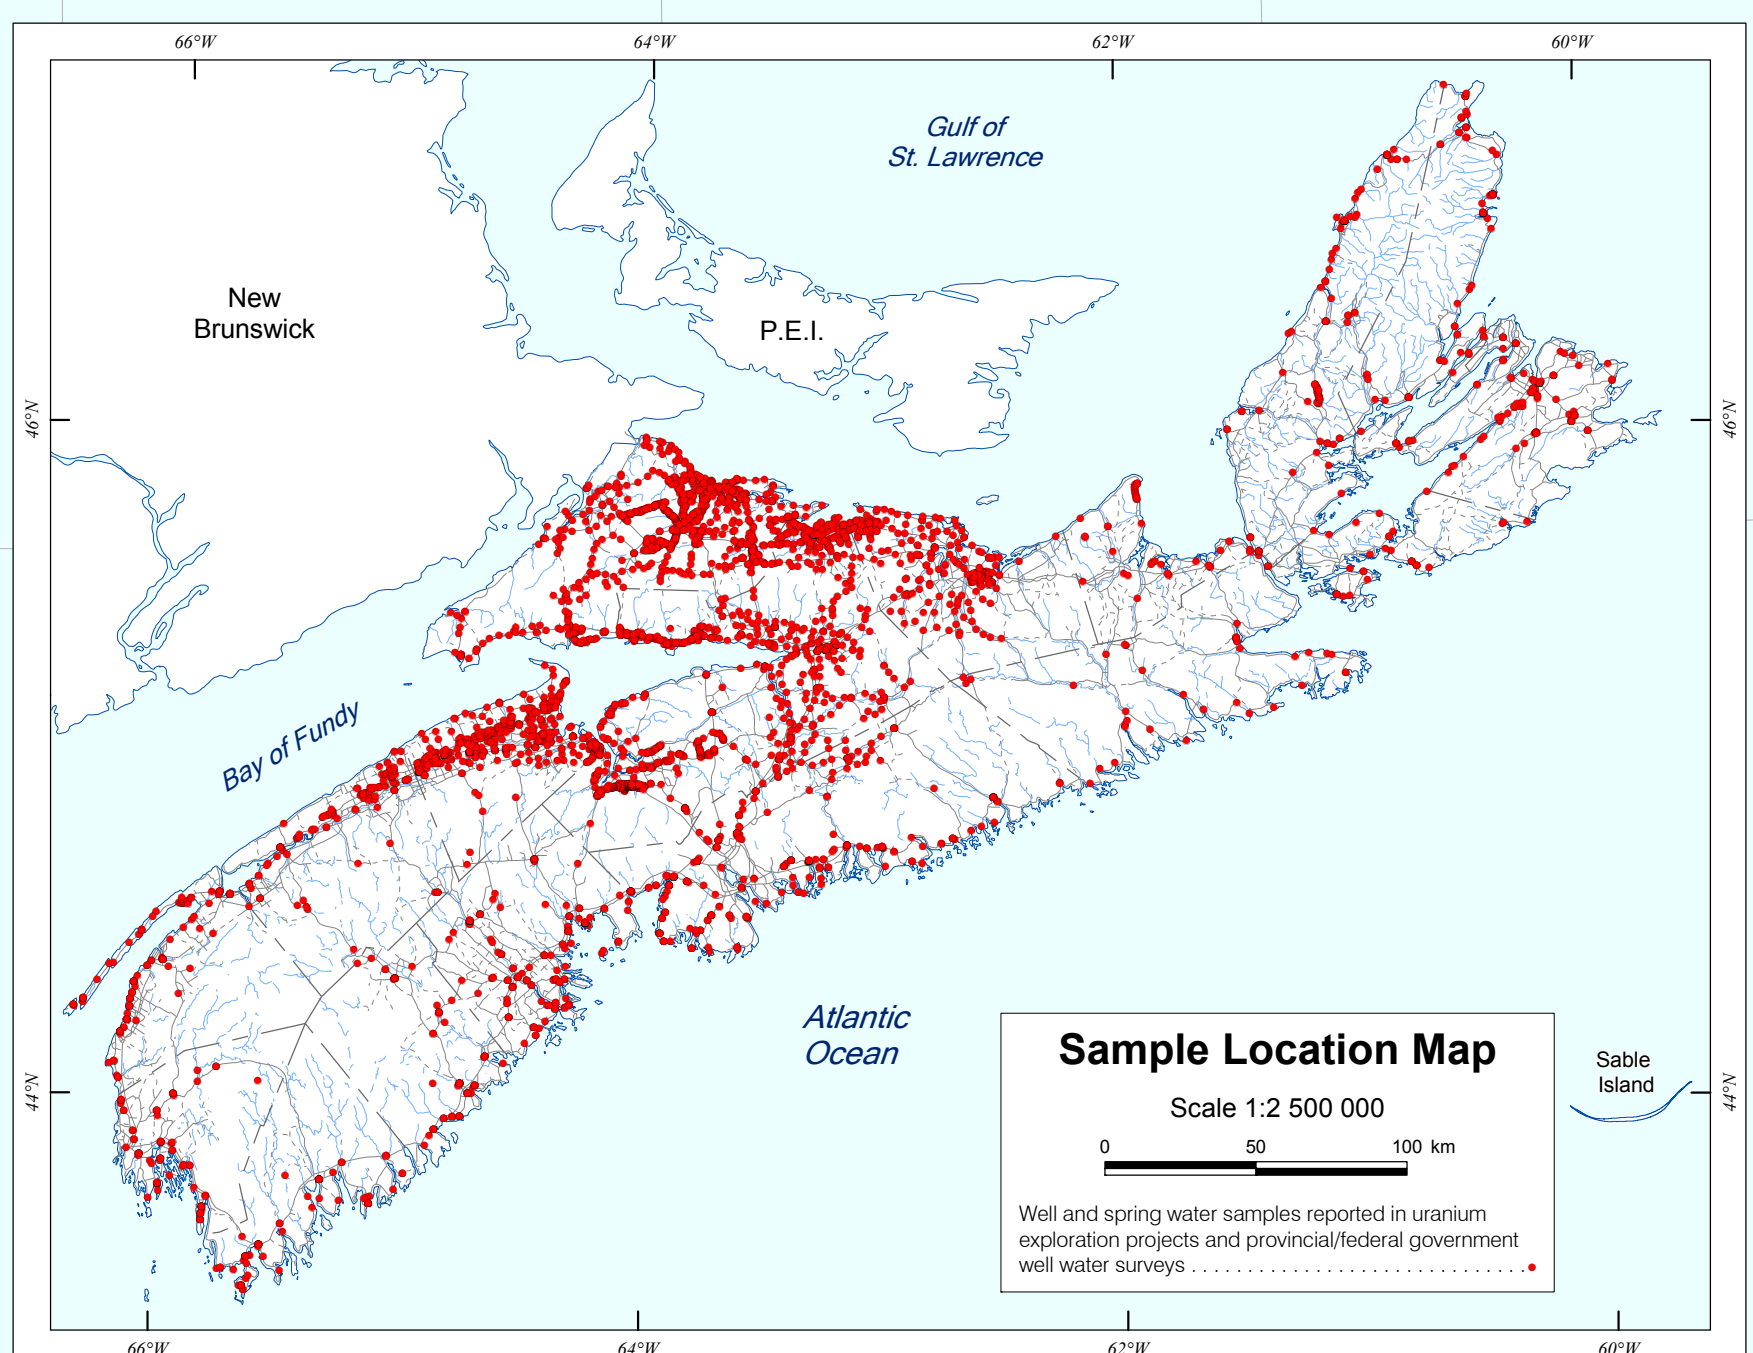 66°W
64°W
62°W
60°W
Gulf of
St. Lawrence
New
Brunswick
P.E.I.
46°N
46°N
Bay of Fundy
Atlantic
Ocean
Sample Location Map
Scale 1:2 500 000
0 50 100 km
Well and spring water samples reported in uranium
exploration projects and provincial/federal government
well water surveys
Sable
Island
44°N
44°N
66°W
64°W
62°W
60°W